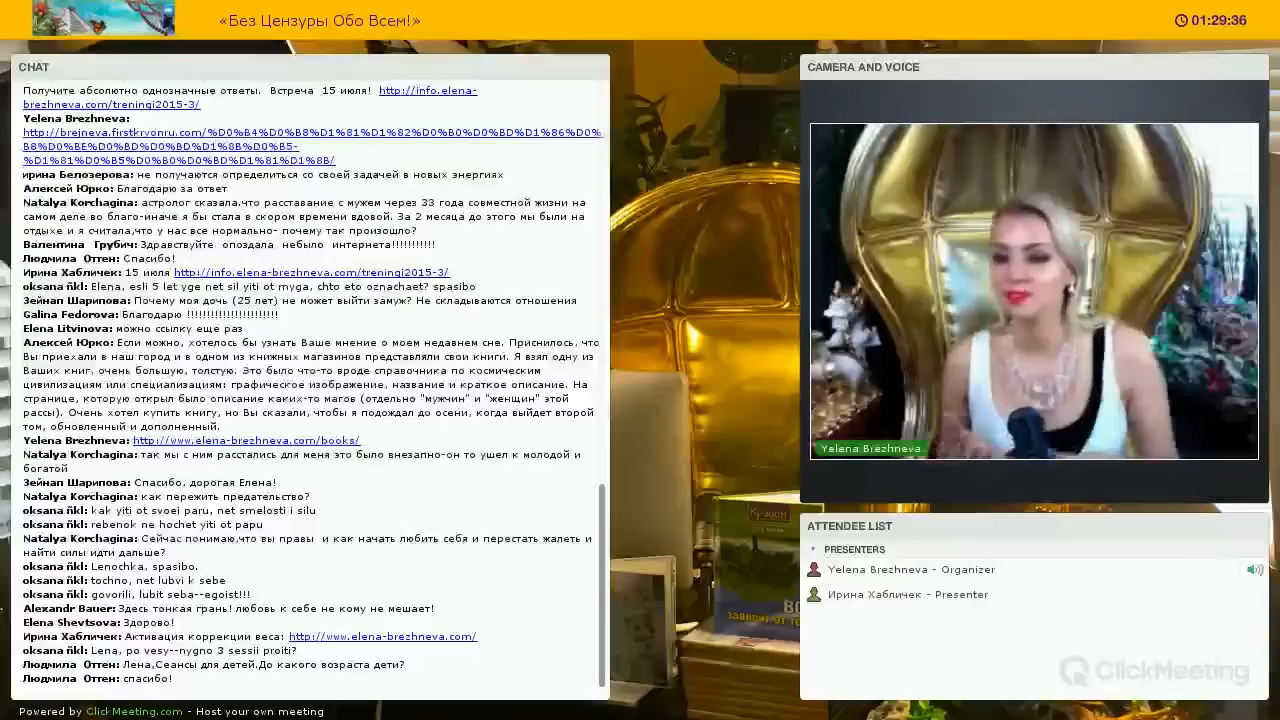 «Без Цензуры Обо Всем!»
01:29:36
CHAT
Получите абсолютно однозначные ответы. Встреча 15 июля! http://info.elena-
brezhneva.com/treningi2015-3/
Yelena Brezhneva:
http://brejneva.firstkrvonru.com/%D0%B4%D0%B8%D1%81%D1%82%D0%B0%D0%BD%D1%86%D0%
B8%D0%BE%D0%BD%D0%BD%D1%8B%D0%B5-
%D1%81%D0%B5%D0%B0%D0%BD%D1%81%D1%8B/
Ирина Белозерова: не получаются определиться со своей задачей в новых энергиях
Алексей Юрко: Благодарю за ответ
Natalya Korchagina: астролог сказала.что расставание с мужем через 33 года совместной жизни на
самом деле во благо-иначе я бы стала в скором времени вдовой. За 2 месяца до этого мы были на
отдыхе и я считала,что у нас все нормально- почему так произошло?
Валентина Грубич: Здравствуйте опоздала небыло интернета!!!!!!!!!!!
Людмила Оттен: Спасибо!
Ирина Хабличек: 15 июля http://info.elena-brezhneva.com/treningi2015-3/
oksana ñkl: Elena, esli 5 let yge net sil yiti ot myga, chto eto oznachaet? spasibo
Зейнап Шарипова: Почему моя дочь (25 лет) не может выйти замуж? Не складываются отношения
Galina Fedorova: Благодарю !!!!!!!!!!!!!!!!!!!!!!!
Elena Litvinova: можно ссылку еще раз
Алексей Юрко: Если можно, хотелось бы узнать Ваше мнение о моем недавнем сне. Приснилось, что
Вы приехали в наш город и в одном из книжных магазинов представляли свои книги. Я взял одну из
Ваших книг, очень большую, толстую. Это было что-то вроде справочника по космическим
цивилизациям или специализациям: графическое изображение, название и краткое описание. На
странице, которую открыл было описание каких-то магов (отдельно "мужчин" и "женщин" этой
рассы). Очень хотел купить книгу, но Вы сказали, чтобы я подождал до осени, когда выйдет второй
том, обновленный и дополненный.
Yelena Brezhneva: http://www.elena-brezhneva.com/books/
Natalya Korchagina: так мы с ним расстались для меня это было внезапно-он то ушел к молодой и
богатой
Зейнап Шарипова: Спасибо, дорогая Елена!
Natalya Korchagina: как пережить предательство?
oksana ñkl: kak yiti ot svoei paru, net smelosti i silu
oksana ñkl: rebenok ne hochet yiti ot papu
Natalya Korchagina: Сейчас понимаю,что вы правы и как начать любить себя и перестать жалеть и
найти силы идти дальше?
oksana ñkl: Lenochka, spasibo.
oksana ñkl: tochno, net lubvi k sebe
oksana ñkl: govorili, lubit seba--egoist!!!
Alexandr Bauer: Здесь тонкая грань! любовь к себе не кому не мешает!
Elena Shevtsova: Здорово!
Ирина Хабличек: Активация коррекции веса: http://www.elena-brezhneva.com/
oksana ñkl: Lena, po vesy--nygno 3 sessii proiti?
Людмила Оттен: Лена,Сеансы для детей.До какого возраста дети?
Людмила Оттен: спасибо!
CAMERA AND VOICE
Yelena Brezhneva
ATTENDEE LIST
PRESENTERS
Yelena Brezhneva - Organizer
Ирина Хабличек - Presenter
ClickMeeting
Powered by ClickMeeting.com - Host your own meeting